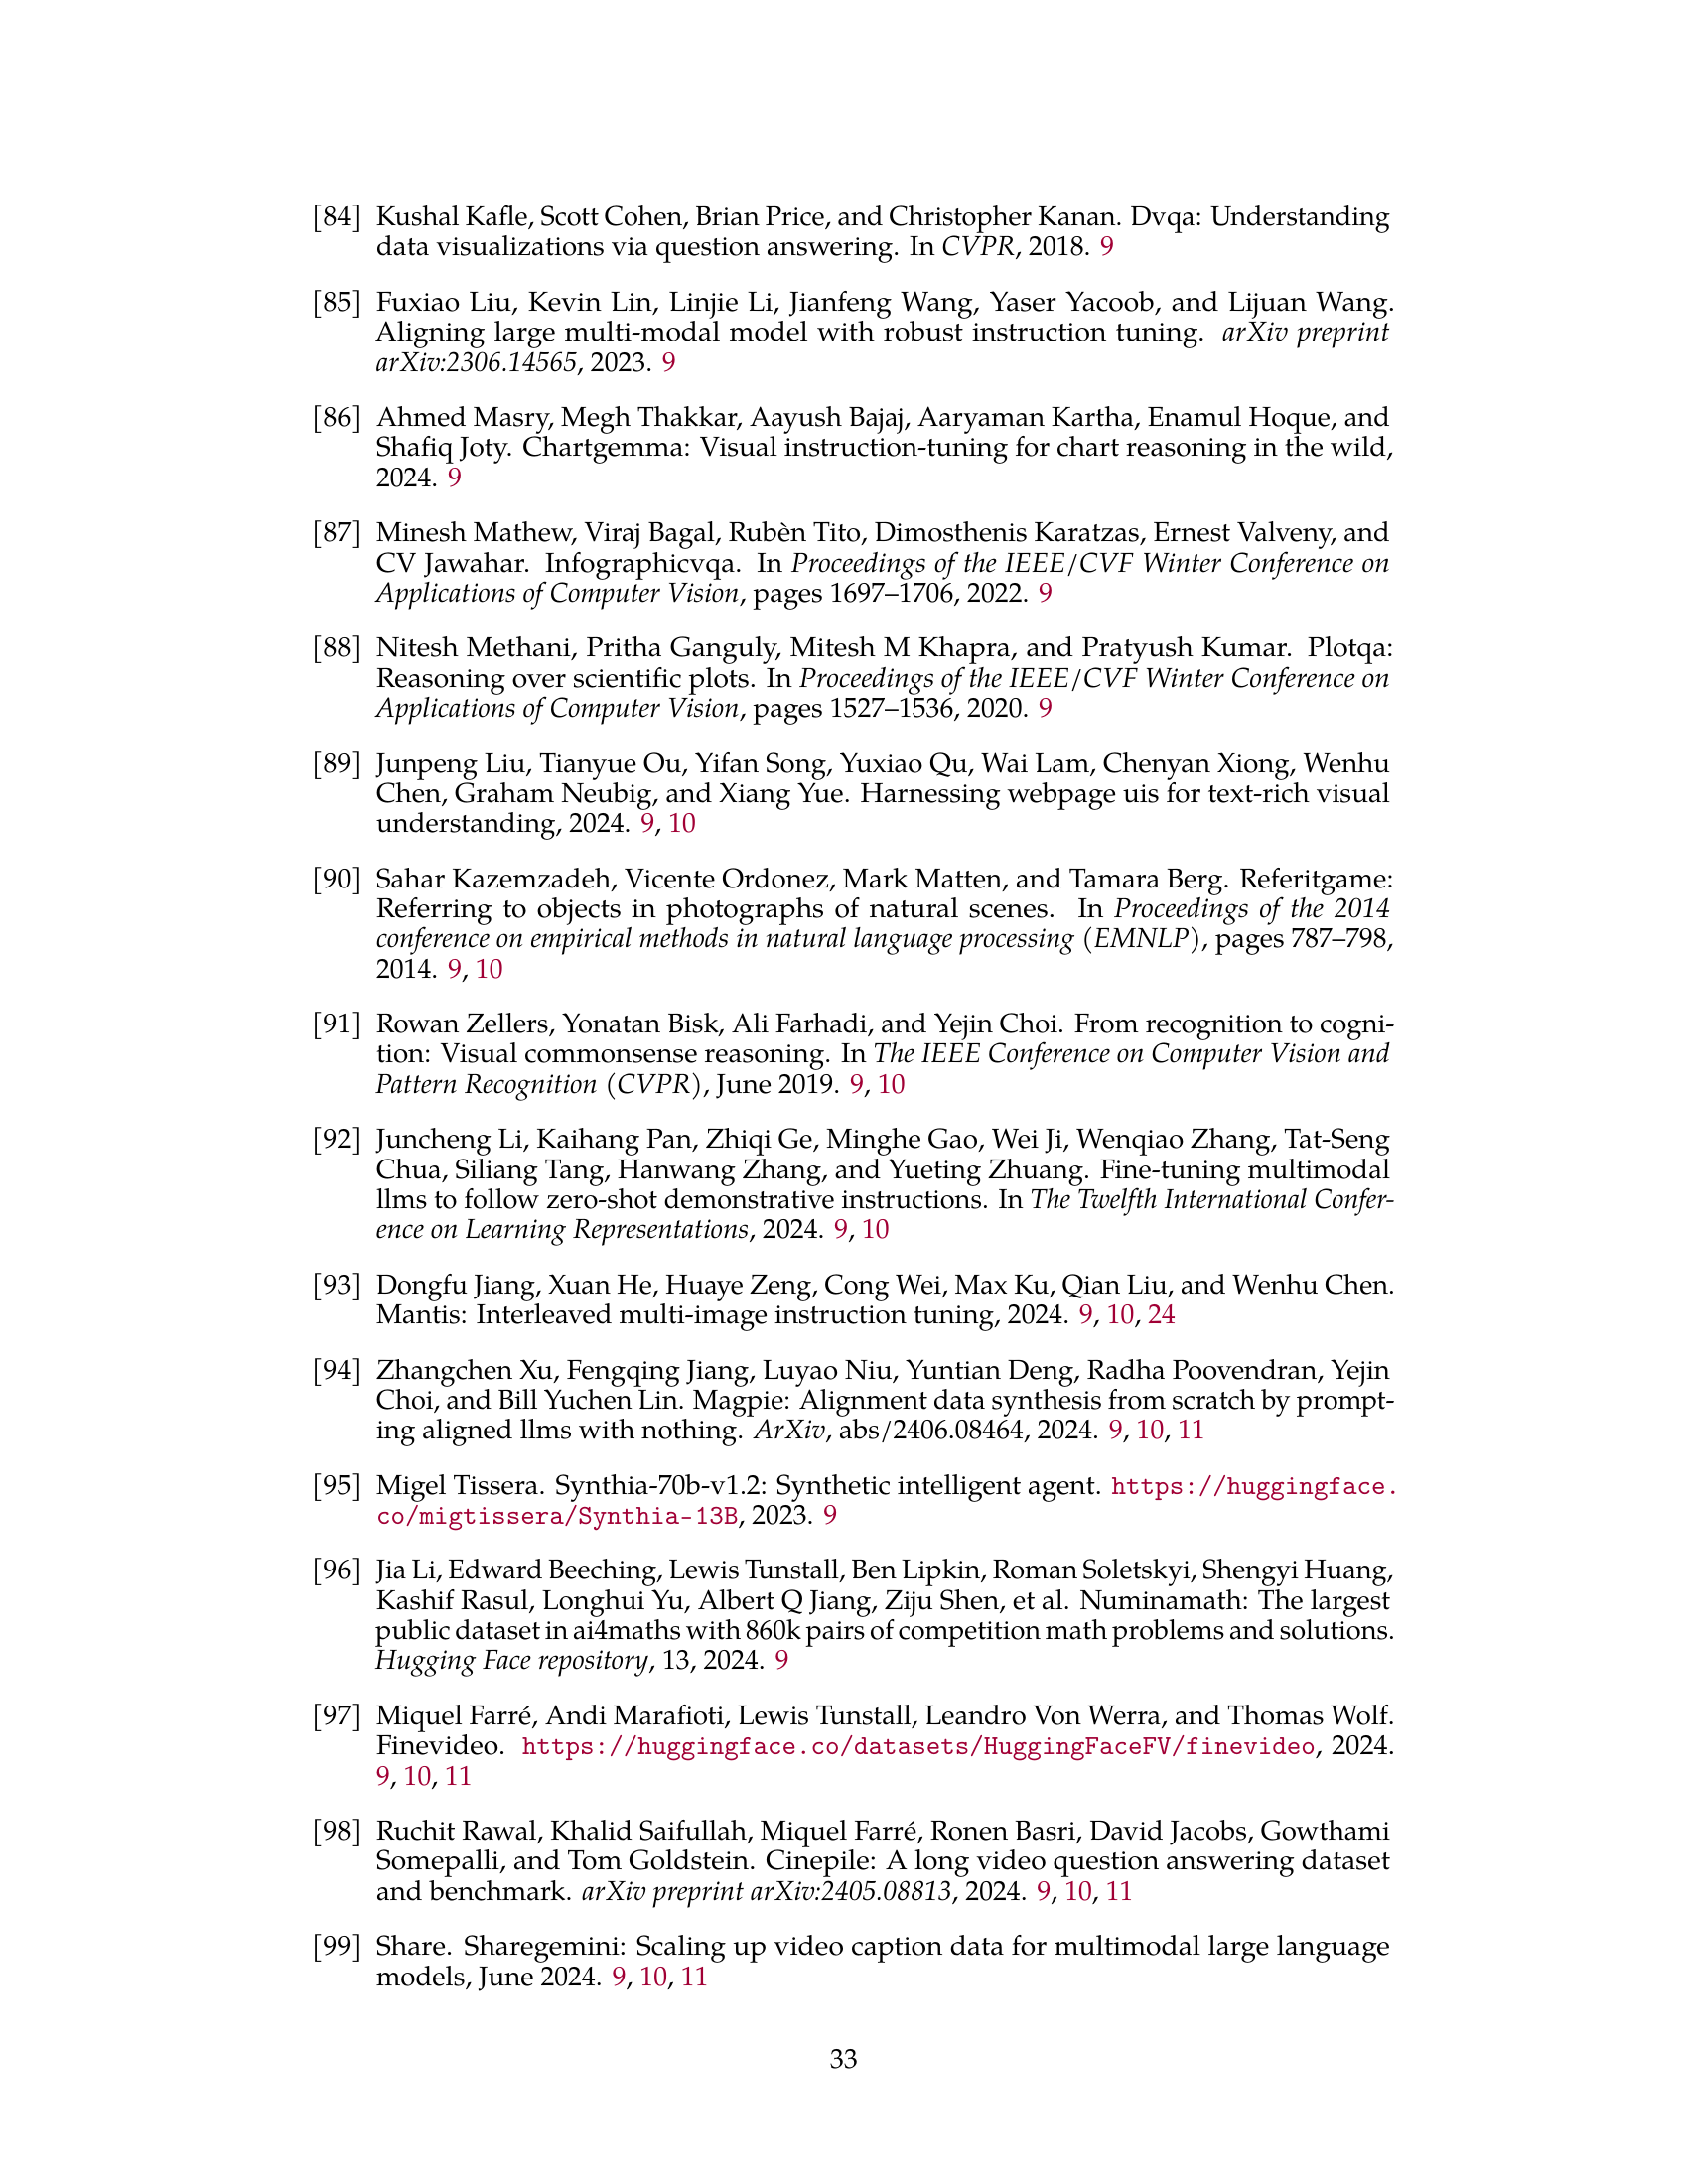 [84] Kushal Kafle, Scott Cohen, Brian Price, and Christopher Kanan. Dvqa: Understanding
data visualizations via question answering. In CVPR, 2018. 9
[85] Fuxiao Liu, Kevin Lin, Linjie Li, Jianfeng Wang, Yaser Yacoob, and Lijuan Wang.
Aligning large multi-modal model with robust instruction tuning. arXiv preprint
arXiv:2306.14565, 2023. 9
[86] Ahmed Masry, Megh Thakkar, Aayush Bajaj, Aaryaman Kartha, Enamul Hoque, and
Shafiq Joty. Chartgemma: Visual instruction-tuning for chart reasoning in the wild,
2024. 9
[87] Minesh Mathew, Viraj Bagal, Rubèn Tito, Dimosthenis Karatzas, Ernest Valveny, and
CV Jawahar. Infographicvqa. In Proceedings of the IEEE/CVF Winter Conference on
Applications of Computer Vision, pages 1697–1706, 2022. 9
[88] Nitesh Methani, Pritha Ganguly, Mitesh M Khapra, and Pratyush Kumar. Plotqa:
Reasoning over scientific plots. In Proceedings of the IEEE/CVF Winter Conference on
Applications of Computer Vision, pages 1527–1536, 2020. 9
[89] Junpeng Liu, Tianyue Ou, Yifan Song, Yuxiao Qu, Wai Lam, Chenyan Xiong, Wenhu
Chen, Graham Neubig, and Xiang Yue. Harnessing webpage uis for text-rich visual
understanding, 2024. 9, 10
[90] Sahar Kazemzadeh, Vicente Ordonez, Mark Matten, and Tamara Berg. Referitgame:
Referring to objects in photographs of natural scenes. In Proceedings of the 2014
conference on empirical methods in natural language processing (EMNLP), pages 787–798,
2014. 9, 10
[91] Rowan Zellers, Yonatan Bisk, Ali Farhadi, and Yejin Choi. From recognition to cogni-
tion: Visual commonsense reasoning. In The IEEE Conference on Computer Vision and
Pattern Recognition (CVPR), June 2019. 9, 10
[92] Juncheng Li, Kaihang Pan, Zhiqi Ge, Minghe Gao, Wei Ji, Wenqiao Zhang, Tat-Seng
Chua, Siliang Tang, Hanwang Zhang, and Yueting Zhuang. Fine-tuning multimodal
llms to follow zero-shot demonstrative instructions. In The Twelfth International Confer-
ence on Learning Representations, 2024. 9, 10
[93] Dongfu Jiang, Xuan He, Huaye Zeng, Cong Wei, Max Ku, Qian Liu, and Wenhu Chen.
Mantis: Interleaved multi-image instruction tuning, 2024. 9, 10, 24
[94] Zhangchen Xu, Fengqing Jiang, Luyao Niu, Yuntian Deng, Radha Poovendran, Yejin
Choi, and Bill Yuchen Lin. Magpie: Alignment data synthesis from scratch by prompt-
ing aligned llms with nothing. ArXiv, abs/2406.08464, 2024. 9, 10, 11
[95] Migel Tissera. Synthia-70b-v1.2: Synthetic intelligent agent. https://huggingface.
co/migtissera/Synthia-13B, 2023. 9
[96] Jia Li, Edward Beeching, Lewis Tunstall, Ben Lipkin, Roman Soletskyi, Shengyi Huang,
Kashif Rasul, Longhui Yu, Albert Q Jiang, Ziju Shen, et al. Numinamath: The largest
public dataset in ai4maths with 860k pairs of competition math problems and solutions.
Hugging Face repository, 13, 2024. 9
[97] Miquel Farré, Andi Marafioti, Lewis Tunstall, Leandro Von Werra, and Thomas Wolf.
Finevideo. https://huggingface.co/datasets/HuggingFaceFV/finevideo, 2024.
9, 10, 11
[98] Ruchit Rawal, Khalid Saifullah, Miquel Farré, Ronen Basri, David Jacobs, Gowthami
Somepalli, and Tom Goldstein. Cinepile: A long video question answering dataset
and benchmark. arXiv preprint arXiv:2405.08813, 2024. 9, 10, 11
[99] Share. Sharegemini: Scaling up video caption data for multimodal large language
models, June 2024. 9, 10, 11
33